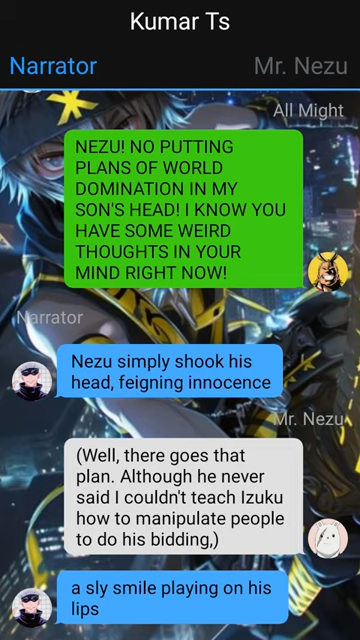 Kumar Ts
Narrator
Mr. Nezu
All Might
NEZU! NO PUTTING
PLANS OF WORLD
DOMINATION IN MY
SON'S HEAD! I KNOW YOU
HAVE SOME WEIRD
THOUGHTS IN YOUR
MIND RIGHT NOW!
Narrator
Nezu simply shook his
head, feigning innocence
Mr. Nezu
(Well, there goes that
plan. Although he never
said I couldn't teach Izuku
how to manipulate people
to do his bidding,)
a sly smile playing on his
lips